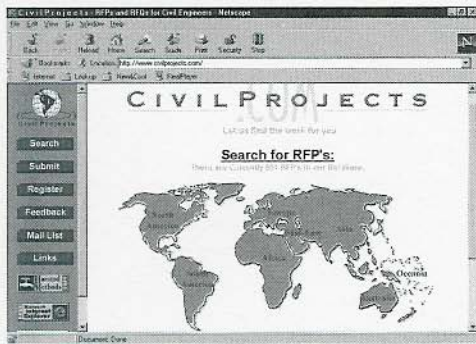 CivilProjects - RFPs and RFQs for Civil Engineers - Netscape
File Edit View Go Window Help
Back Reload Home Search Guide Print Security Stop
Bookmarks Location: http://www.civilprojects.com/
Internet Lookup New&Cool RealPlayer
CIVILPROJECTS
.COM
Let us find the work for you
Search for RFP's:
CIVILPROJECTS
Search
Submit
Register
Feedback
Mail List
Links
Internet
Explorer
North
America
Europe
Asia
Africa
South
America
Oceania
Australia
Document: Done